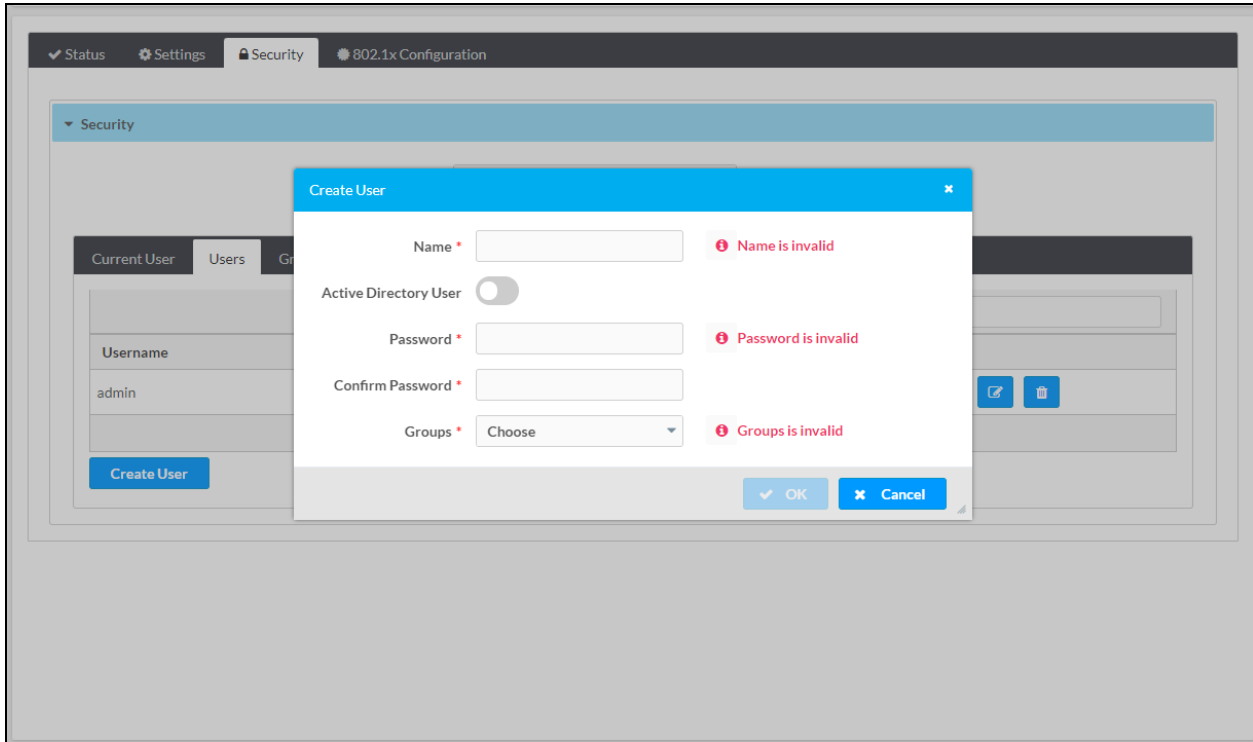 Status Settings Security 802.1x Configuration
Security
Create User
Name * Name is invalid
Current User Users Gr
Active Directory User
Password * Password is invalid
Username
Confirm Password *
admin
Groups * Choose Groups is invalid
Create User
OK Cancel